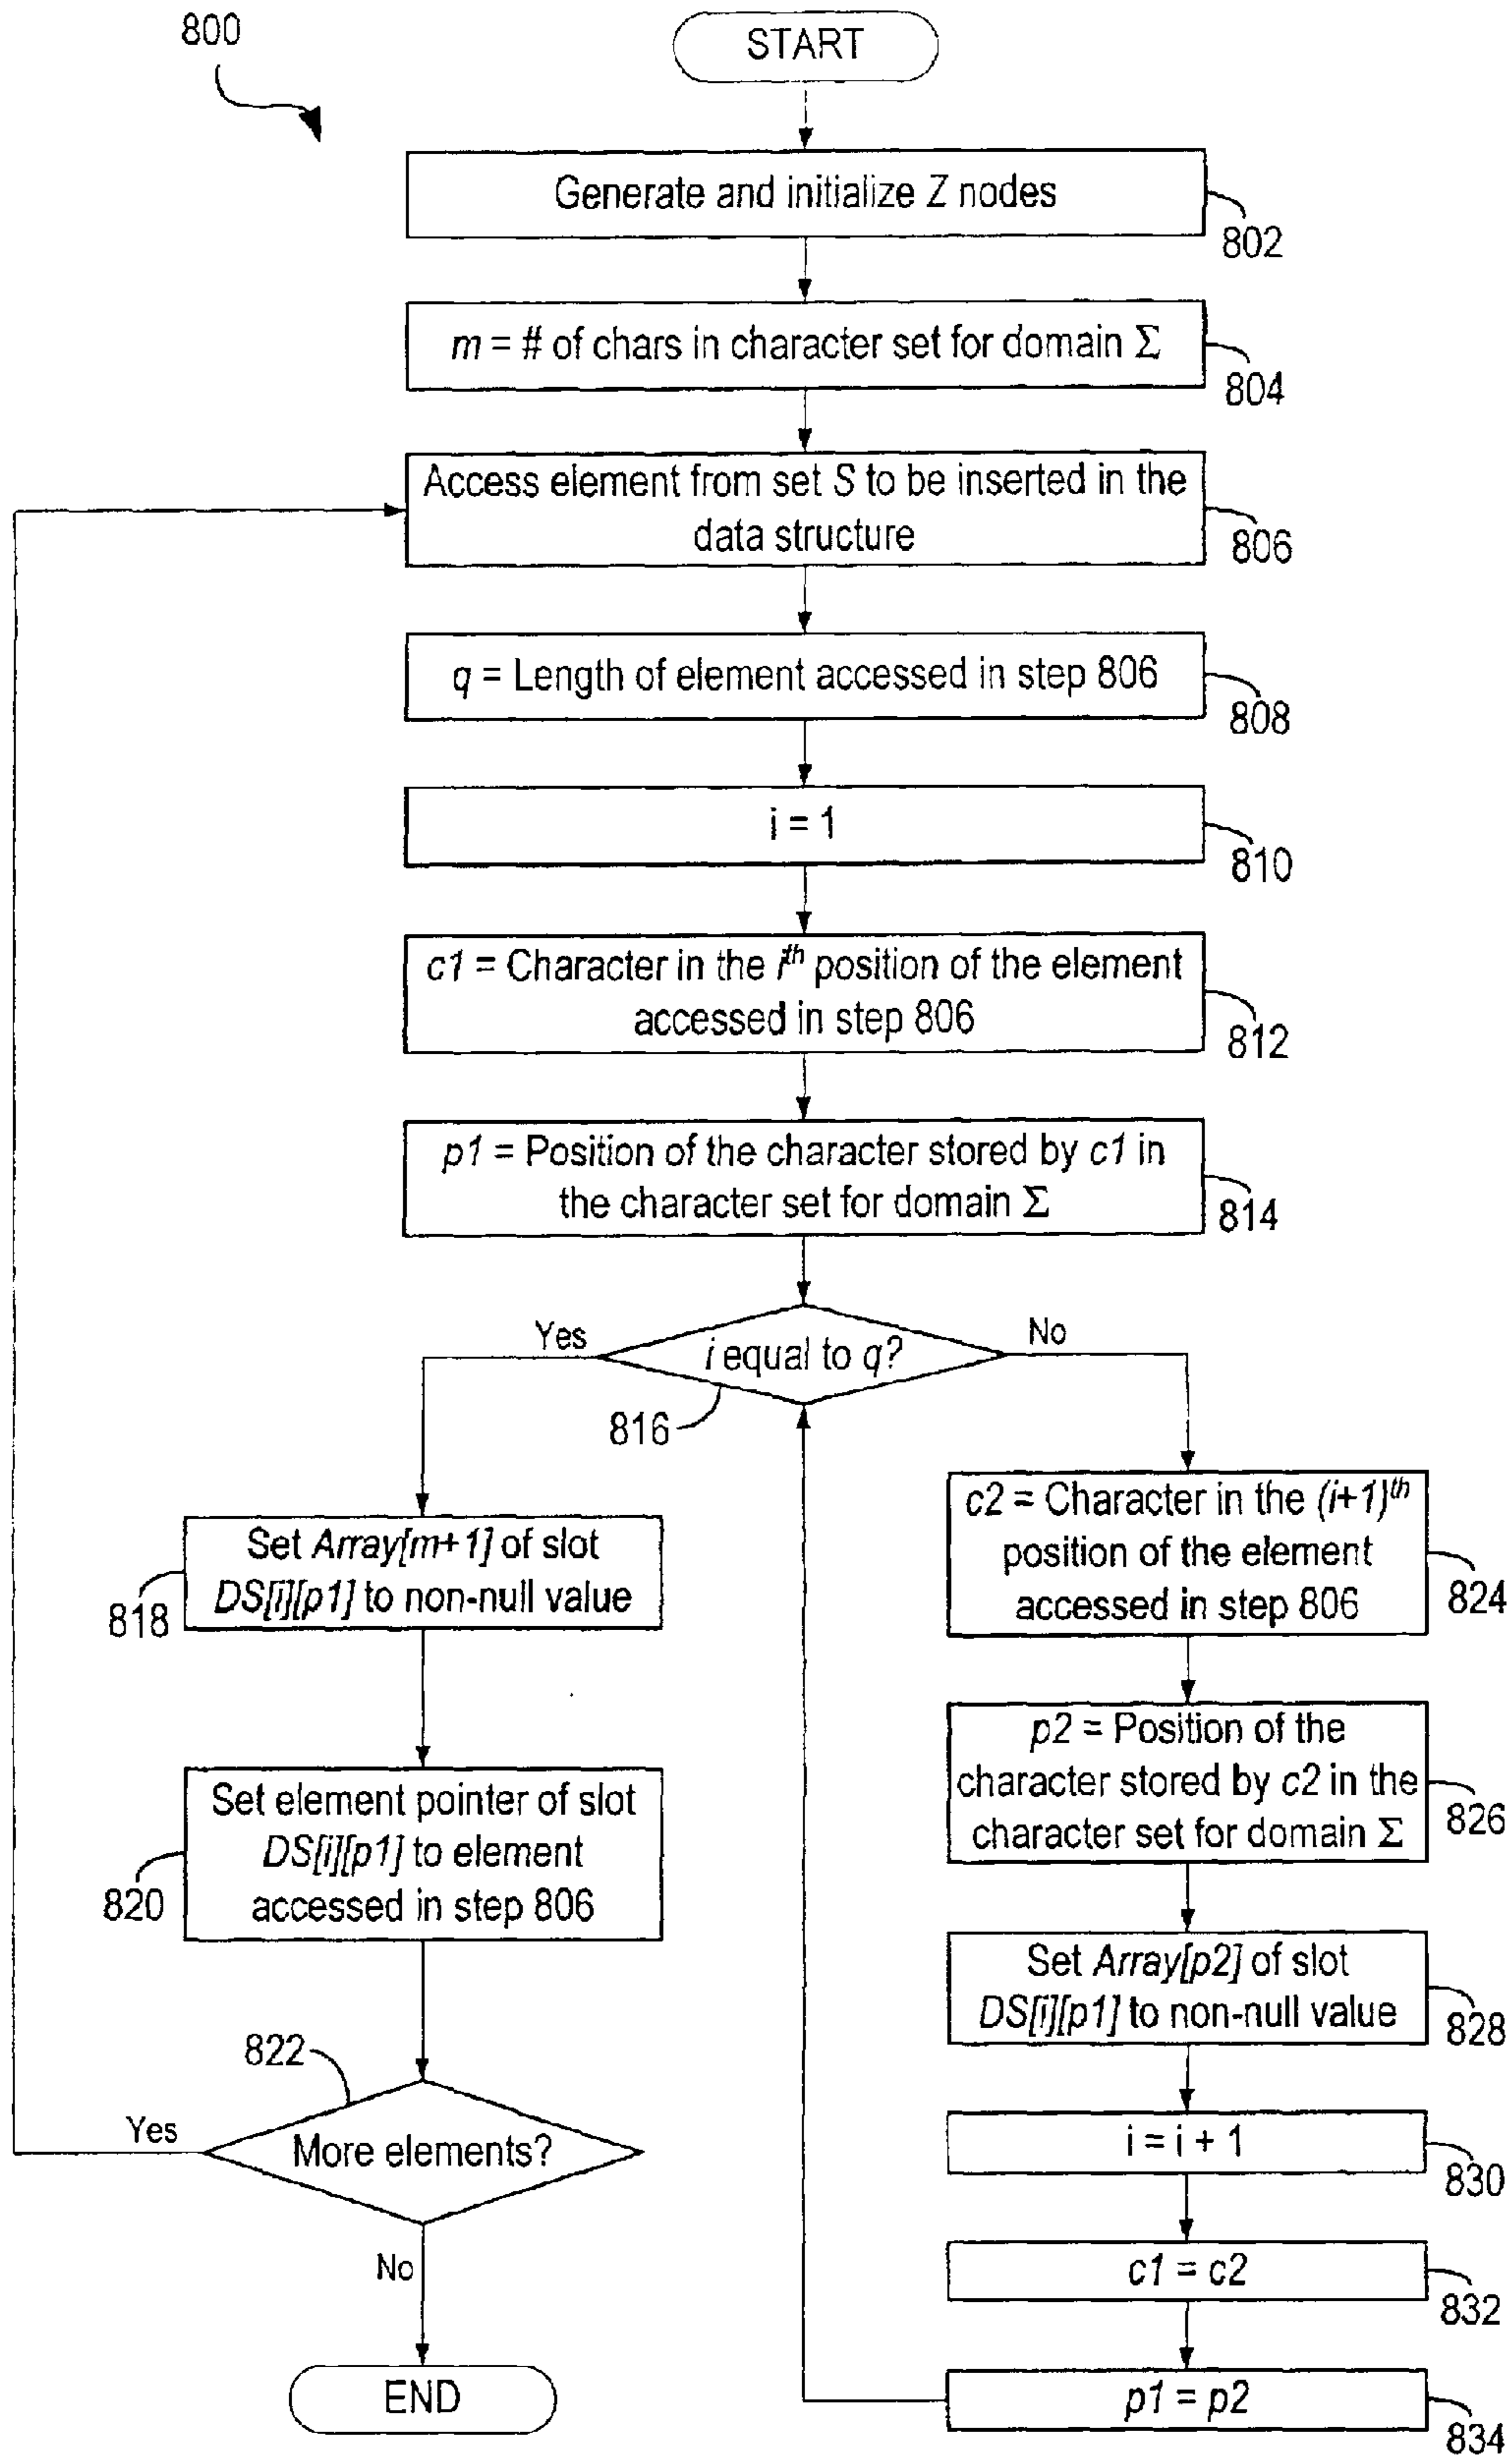 800
START
Generate and initialize Z nodes
802
m = # of chars in character set for domain Σ
804
Access element from set S to be inserted in the
data structure
806
q = Length of element accessed in step 806
808
i = 1
810
c1 = Character in the ith position of the element
accessed in step 806
812
p1 = Position of the character stored by c1 in
the character set for domain Σ
814
Yes
i equal to q?
No
816
Set Array[m+1] of slot
DS[i][p1] to non-null value
818
Set element pointer of slot
DS[i][p1] to element
accessed in step 806
820
822
Yes
More elements?
No
END
c2 = Character in the (i+1)th
position of the element
accessed in step 806
824
p2 = Position of the
character stored by c2 in the
character set for domain Σ
826
Set Array[p2] of slot
DS[i][p1] to non-null value
828
i = i + 1
830
c1 = c2
832
p1 = p2
834